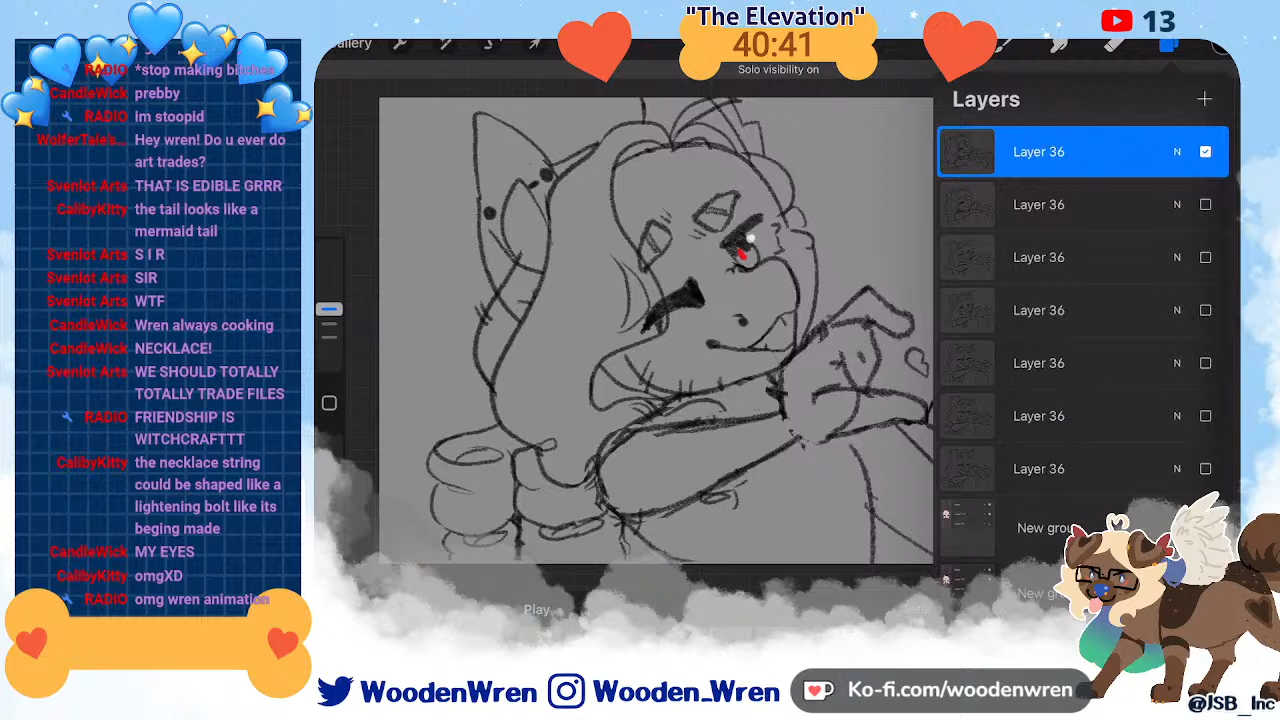 "The Elevation"
40:41
Solo visibility on
13
allery
RADIO *stop making bitches
CandleWick prebby
RADIO im stoopid
WolferTale's... Hey wren! Do u ever do
art trades?
Svenlot Arts THAT IS EDIBLE GRRR
CalibyKitty the tail looks like a
mermaid tail
Svenlot Arts S I R
Svenlot Arts SIR
Svenlot Arts WTF
CandleWick Wren always cooking
CandleWick NECKLACE!
Svenlot Arts WE SHOULD TOTALLY
TOTALLY TRADE FILES
RADIO FRIENDSHIP IS
WITCHCRAFTTT
CalibyKitty the necklace string
could be shaped like a
lightening bolt like its
beging made
CandleWick MY EYES
CalibyKitty omgXD
RADIO omg wren animation
Layers
Layer 36 N
Layer 36 N
Layer 36 N
Layer 36 N
Layer 36 N
Layer 36 N
Layer 36 N
New group
New gro
Play
WoodenWren
Wooden_Wren
Ko-fi.com/woodenwren
@JSB_Inc